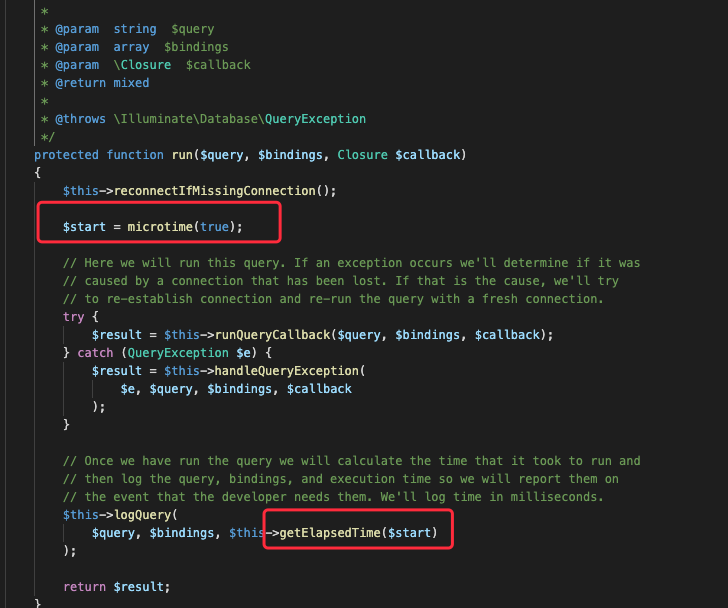 *
* @param  string  $query
* @param  array  $bindings
* @param  \Closure  $callback
* @return mixed
*
* @throws \Illuminate\Database\QueryException
*/
protected function run($query, $bindings, Closure $callback)
{
$this->reconnectIfMissingConnection();
$start = microtime(true);
// Here we will run this query. If an exception occurs we'll determine if it was
// caused by a connection that has been lost. If that is the cause, we'll try
// to re-establish connection and re-run the query with a fresh connection.
try {
$result = $this->runQueryCallback($query, $bindings, $callback);
} catch (QueryException $e) {
$result = $this->handleQueryException(
$e, $query, $bindings, $callback
);
}
// Once we have run the query we will calculate the time that it took to run and
// then log the query, bindings, and execution time so we will report them on
// the event that the developer needs them. We'll log time in milliseconds.
$this->logQuery(
$query, $bindings, $this->getElapsedTime($start)
);
return $result;
}